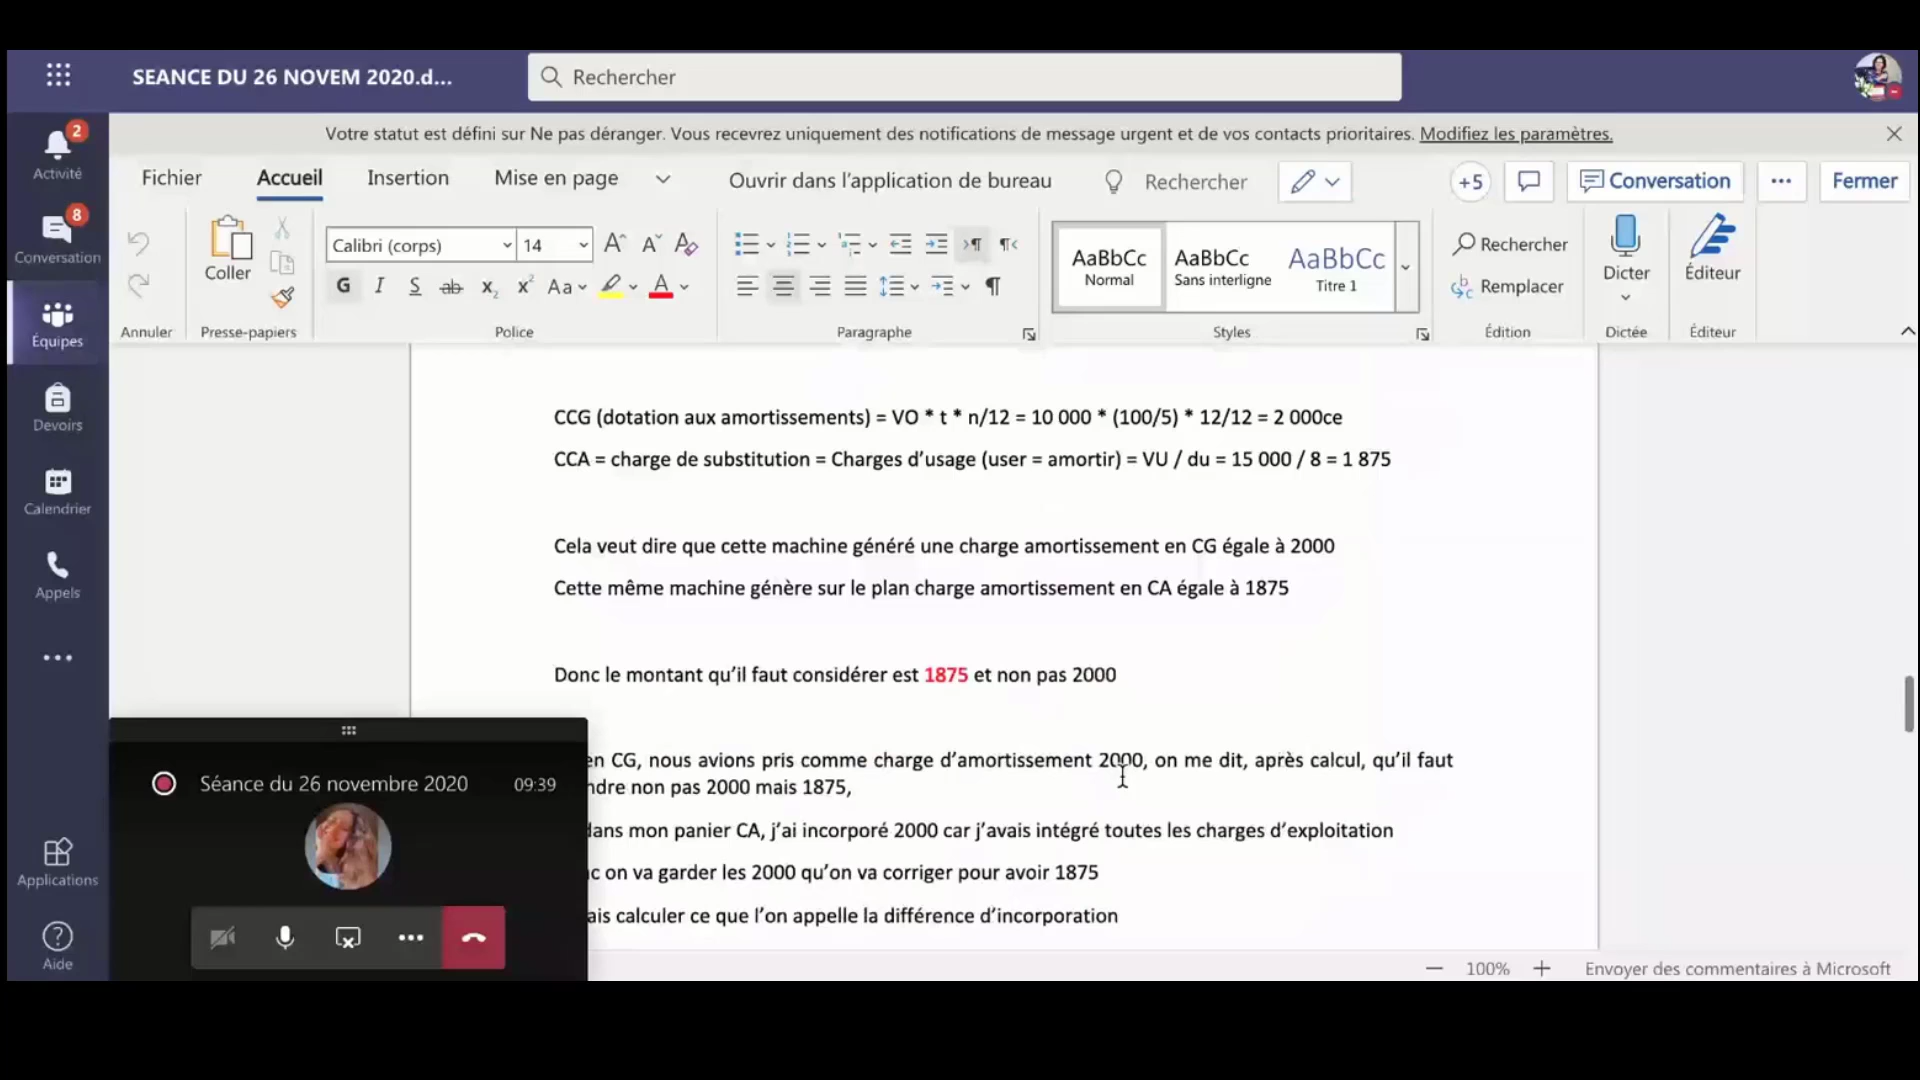 SEANCE DU 26 NOVEM 2020.d...
Rechercher
Votre statut est défini sur Ne pas déranger. Vous recevrez uniquement des notifications de message urgent et de vos contacts prioritaires. Modifiez les paramètres.
2
Activité
8
Conversation
Équipes
Devoirs
Calendrier
Appels
Applications
Aide
Fichier
Accueil
Insertion
Mise en page
Ouvrir dans l'application de bureau
Rechercher
+5
Conversation
Fermer
Coller
Calibri (corps)
14
G I S ab x₂ x² Aa A
AaBbCc
Normal
AaBbCc
Sans interligne
AaBbCc
Titre 1
Rechercher
Remplacer
Dicter
Éditeur
Annuler
Presse-papiers
Police
Paragraphe
Styles
Édition
Dictée
Éditeur
CCG (dotation aux amortissements) = VO * t * n/12 = 10 000 * (100/5) * 12/12 = 2 000ce
CCA = charge de substitution = Charges d'usage (user = amortir) = VU / du = 15 000 / 8 = 1 875
Cela veut dire que cette machine généré une charge amortissement en CG égale à 2000
Cette même machine génère sur le plan charge amortissement en CA égale à 1875
Donc le montant qu'il faut considérer est 1875 et non pas 2000
en CG, nous avions pris comme charge d'amortissement 2000, on me dit, après calcul, qu'il faut
ndre non pas 2000 mais 1875,
dans mon panier CA, j'ai incorporé 2000 car j'avais intégré toutes les charges d'exploitation
c on va garder les 2000 qu'on va corriger pour avoir 1875
ais calculer ce que l'on appelle la différence d'incorporation
Séance du 26 novembre 2020
09:39
100%
Envoyer des commentaires à Microsoft